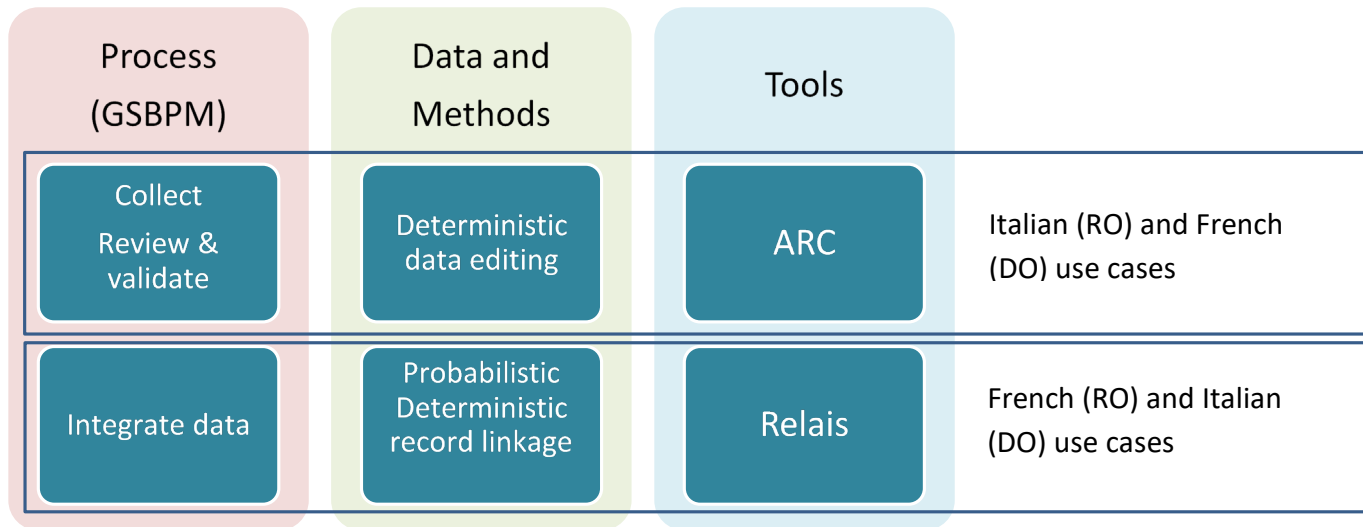 Process
(GSBPM)
Data and
Methods
Tools
Collect
Review &
validate
Deterministic
data editing
ARC
Italian (RO) and French
(DO) use cases
Integrate data
Probabilistic
Deterministic
record linkage
Relais
French (RO) and Italian
(DO) use cases